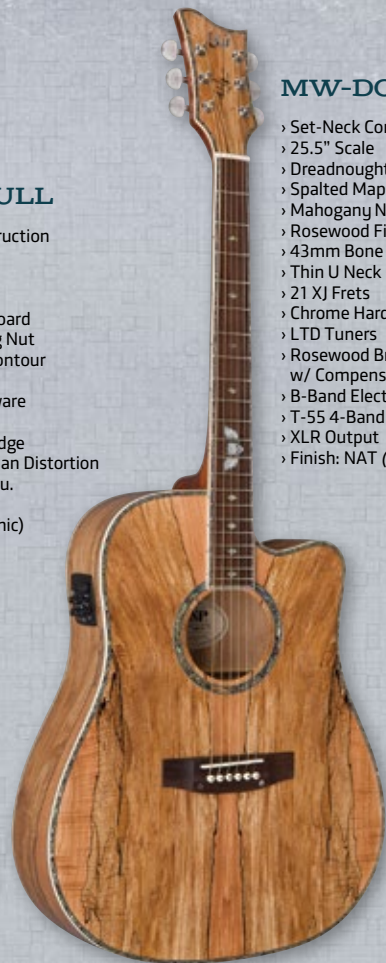 ULL
ruction
oard
g Nut
ontour
ware
dge
an Distortion
u.
nic)
MW-DC
› Set-Neck Con
› 25.5” Scale
› Dreadnought
› Spalted Map
› Mahogany N
› Rosewood Fi
› 43mm Bone
› Thin U Neck
› 21 XJ Frets
› Chrome Hard
› LTD Tuners
› Rosewood Br
w/ Compens
› B-Band Elect
› T-55 4-Band
› XLR Output
› Finish: NAT (